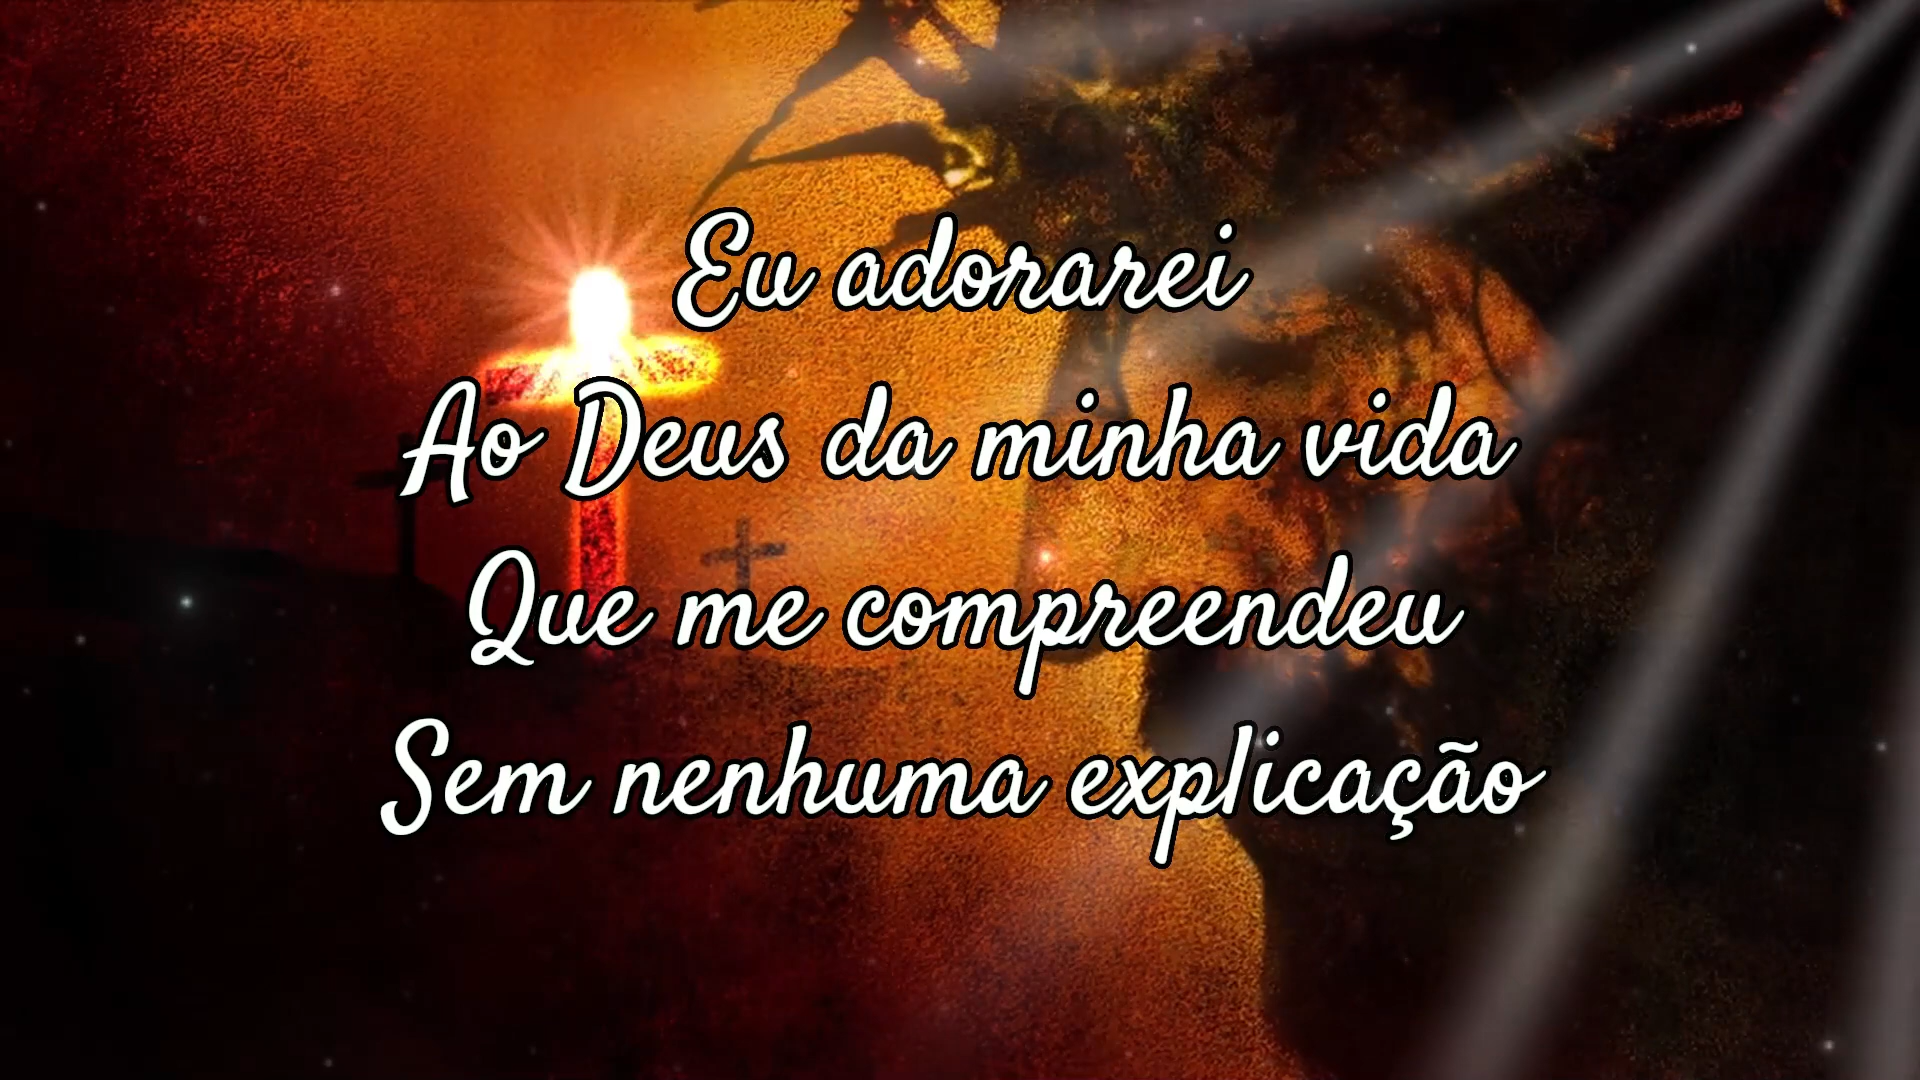 Eu adorarei
Ao Deus da minha vida
Que me compreendeu
Sem nenhuma explicação